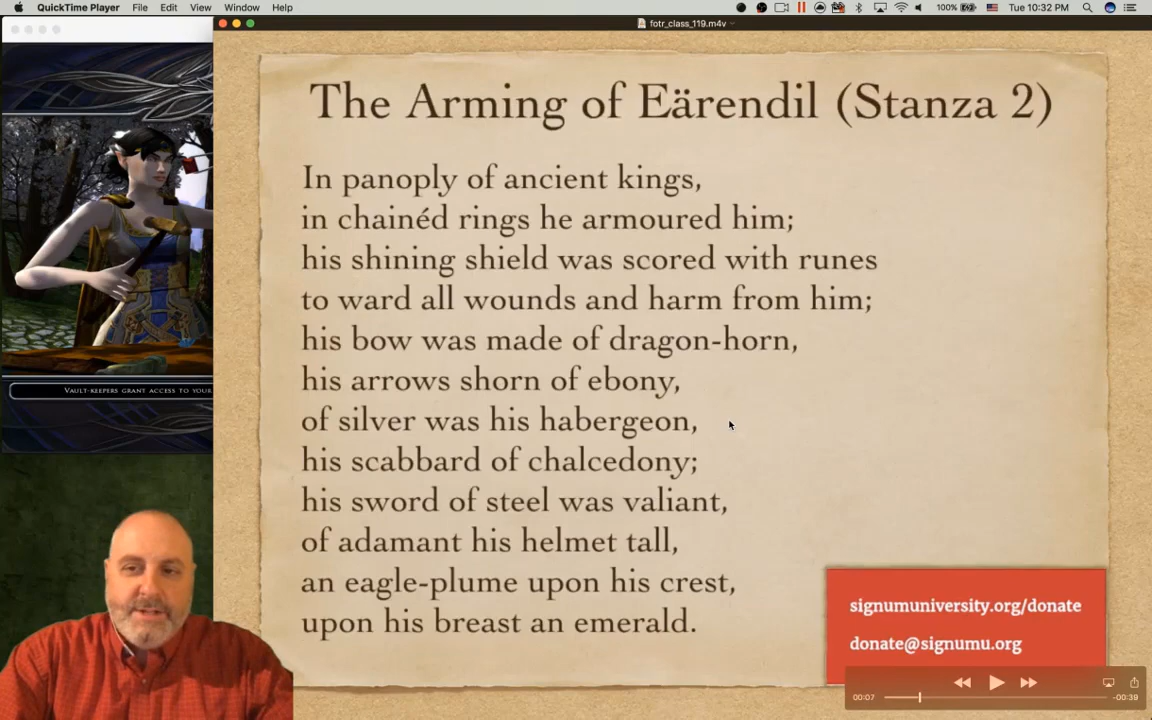 QuickTime Player File Edit View Window Help
100% Tue 10:32 PM
fotr_class_119.m4v
The Arming of Eärendil (Stanza 2)
In panoply of ancient kings,
in chainéd rings he armoured him;
his shining shield was scored with runes
to ward all wounds and harm from him;
his bow was made of dragon-horn,
his arrows shorn of ebony,
of silver was his habergeon,
his scabbard of chalcedony;
his sword of steel was valiant,
of adamant his helmet tall,
an eagle-plume upon his crest,
upon his breast an emerald.
Vault-keepers grant access to your
signumuniversity.org/donate
donate@signumu.org
00:07
-00:39